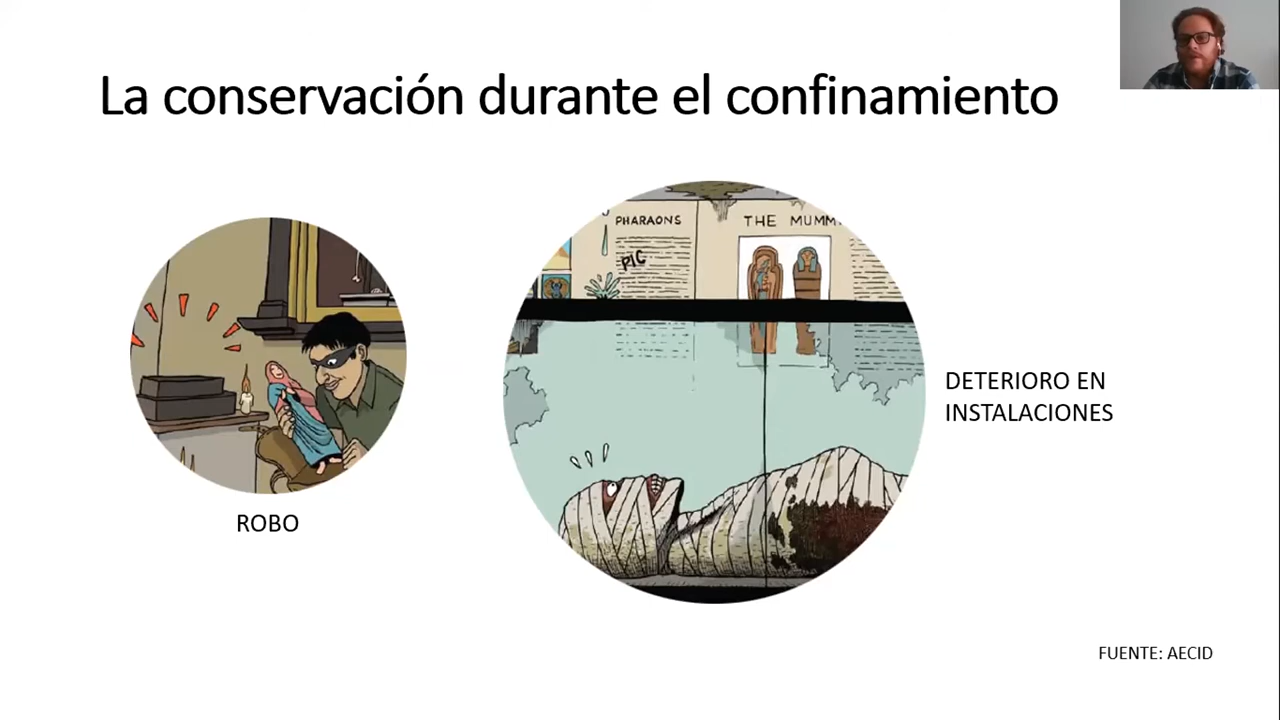 La conservación durante el confinamiento
PHARAONS
THE MUMM
PIC
DETERIORO EN
INSTALACIONES
ROBO
FUENTE: AECID